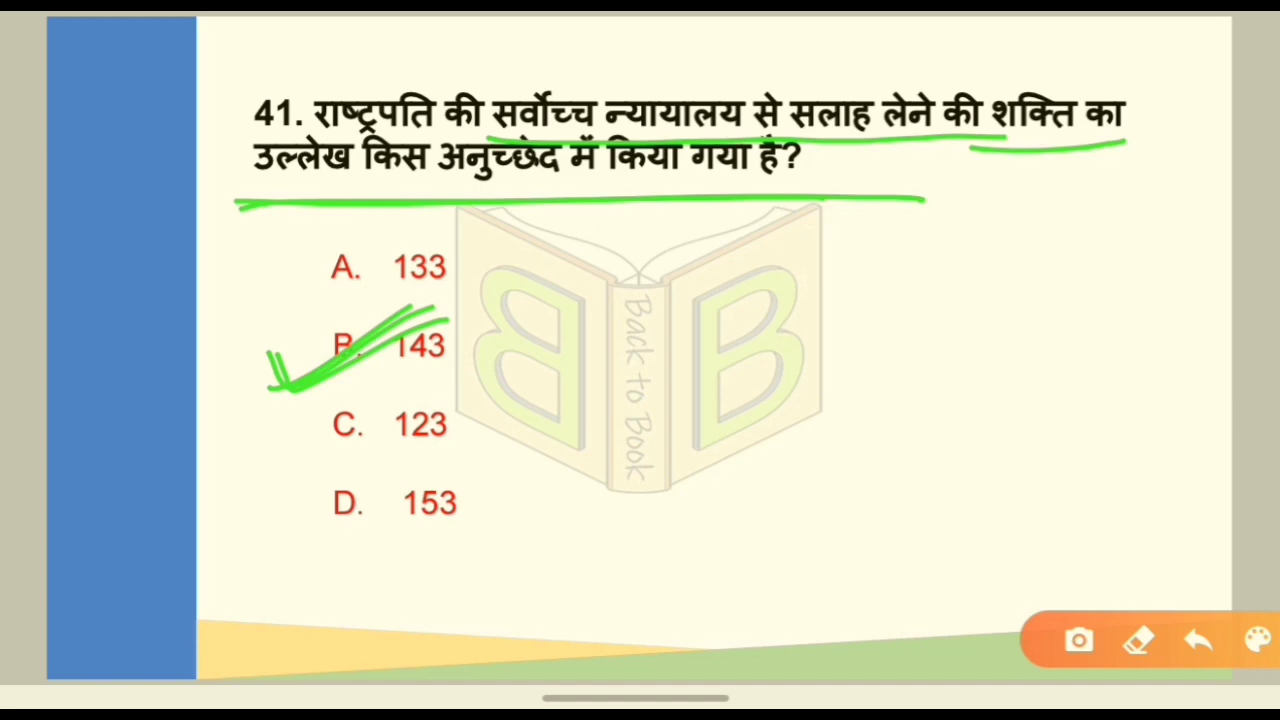 41. राष्ट्रपति की सर्वोच्च न्यायालय से सलाह लेने की शक्ति का
उल्लेख किस अनुच्छेद में किया गया है?
A. 133
B. 143
C. 123
D. 153
B B
Back to Book